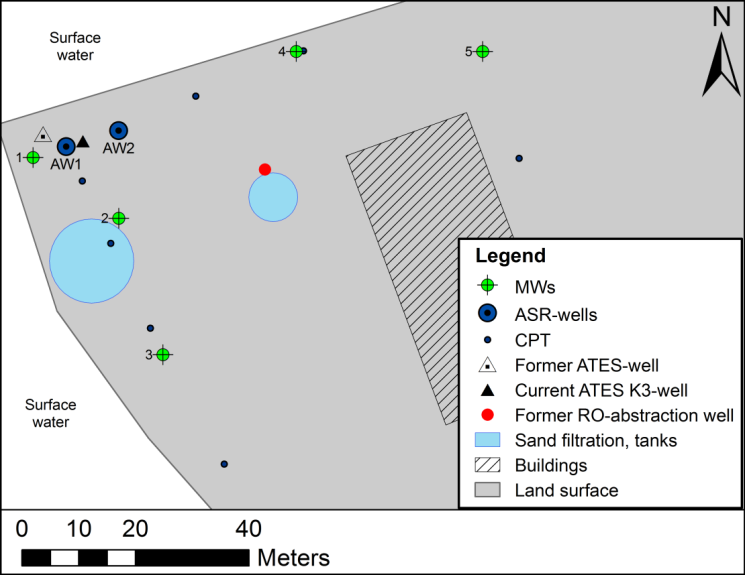 Surface
water
N
4
5
AW2
1
AW1
2
3
Surface
water
Legend
MWs
ASR-wells
CPT
Former ATES-well
Current ATES K3-well
Former RO-abstraction well
Sand filtration, tanks
Buildings
Land surface
0 10 20 40
Meters